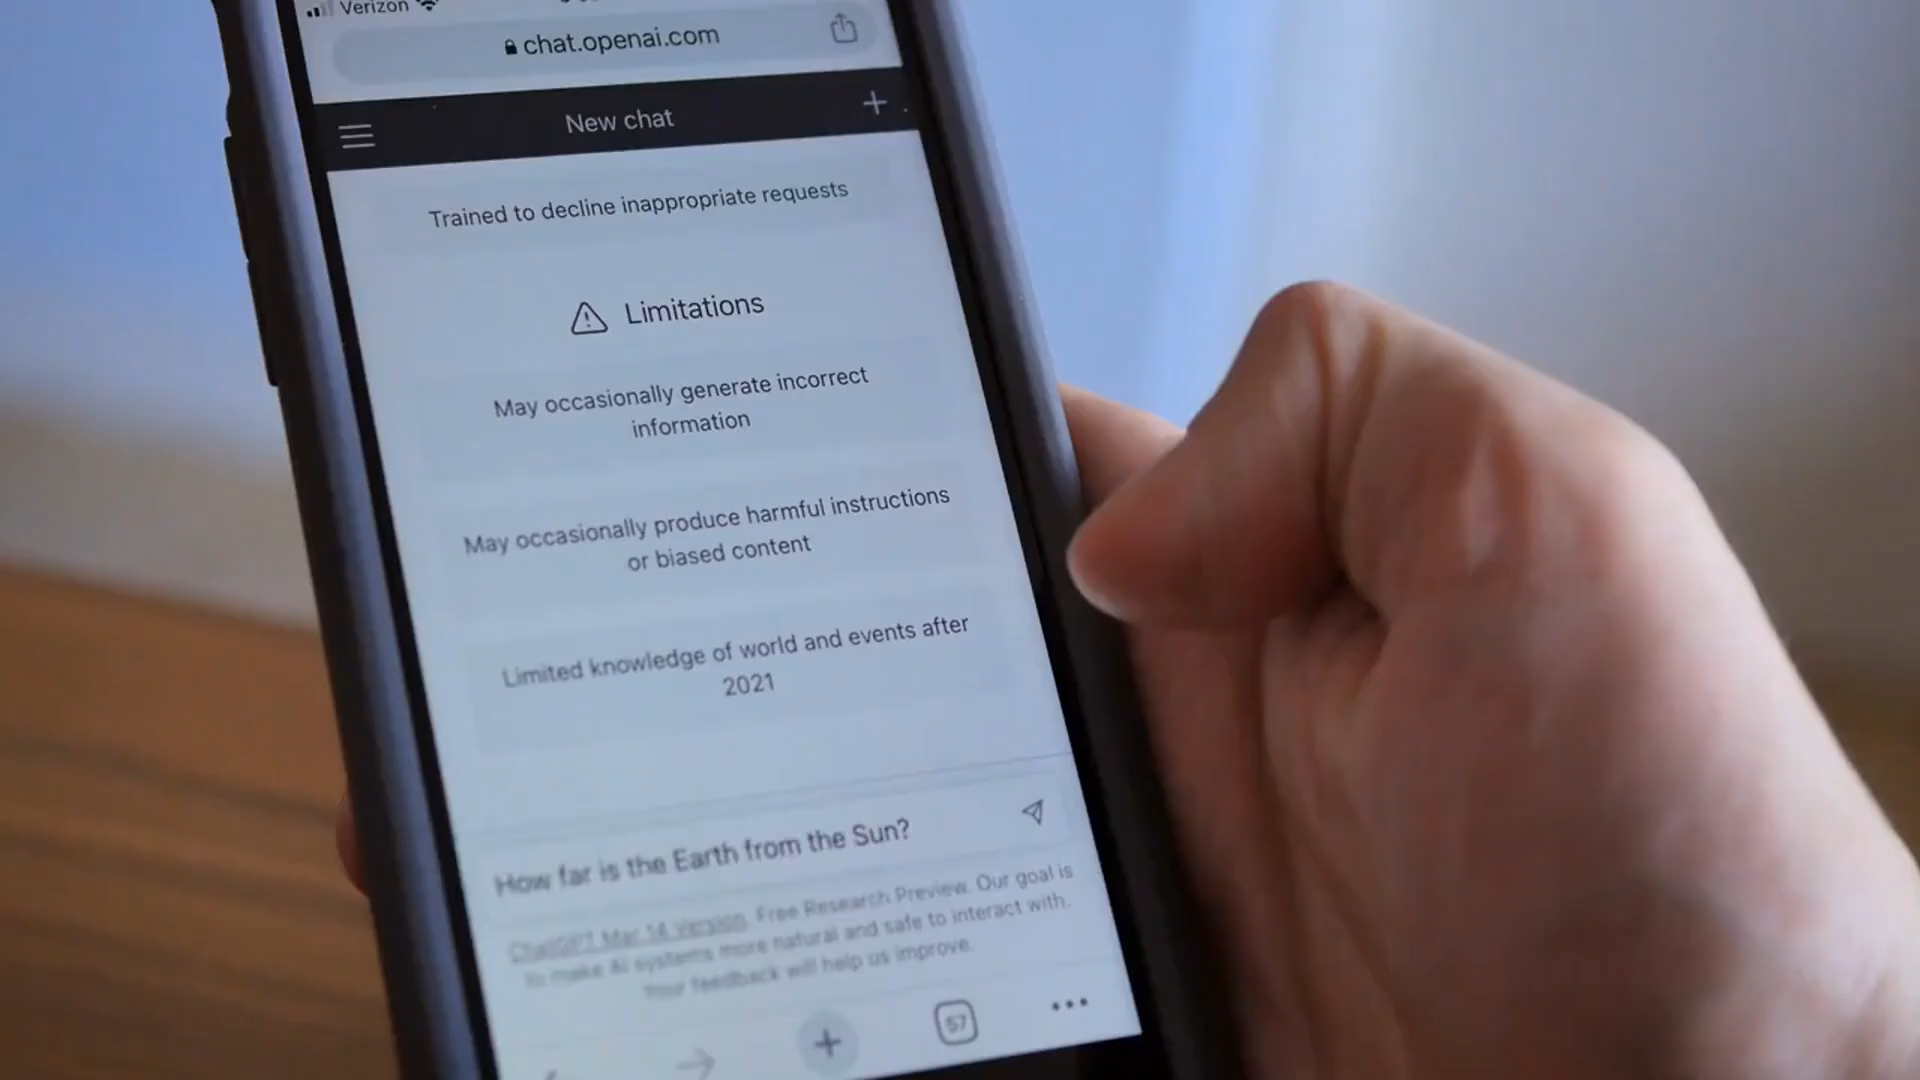 Verizon
chat.openai.com
New chat
Trained to decline inappropriate requests
Limitations
May occasionally generate incorrect
information
May occasionally produce harmful instructions
or biased content
Limited knowledge of world and events after
2021
How far is the Earth from the Sun?
ChatGPT Mar 14 Version. Free Research Preview. Our goal is
to make AI systems more natural and safe to interact with.
Your feedback will help us improve.
57